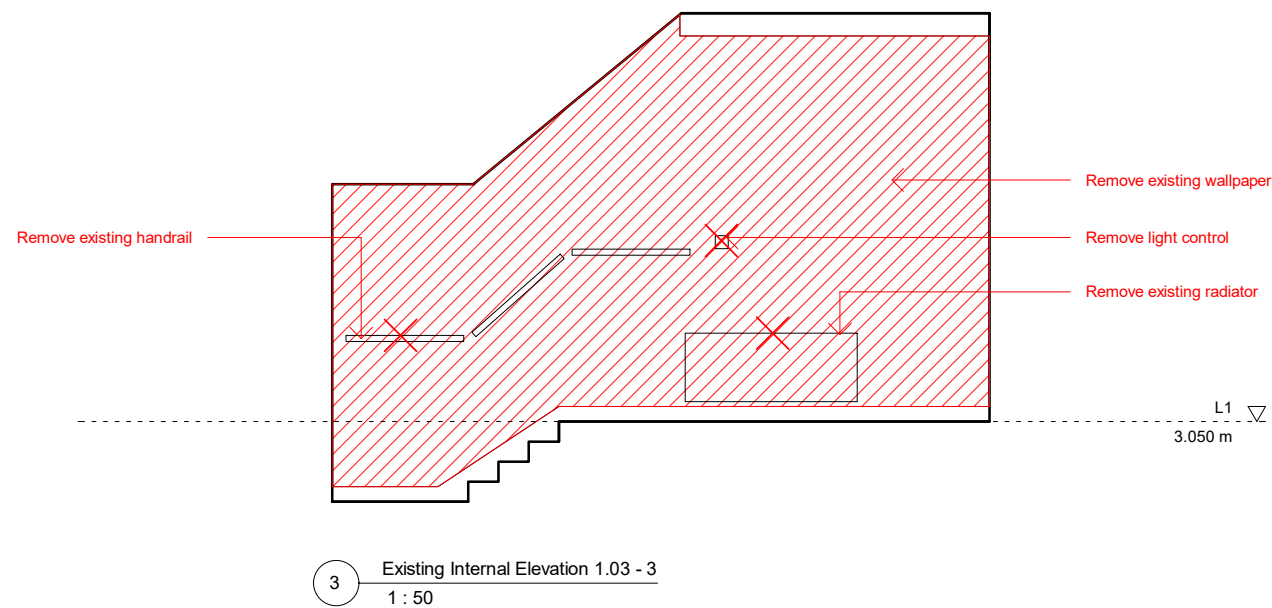 Remove existing wallpaper
Remove existing handrail
Remove light control
Remove existing radiator
L1
3.050 m
3
Existing Internal Elevation 1.03 - 3
1 : 50